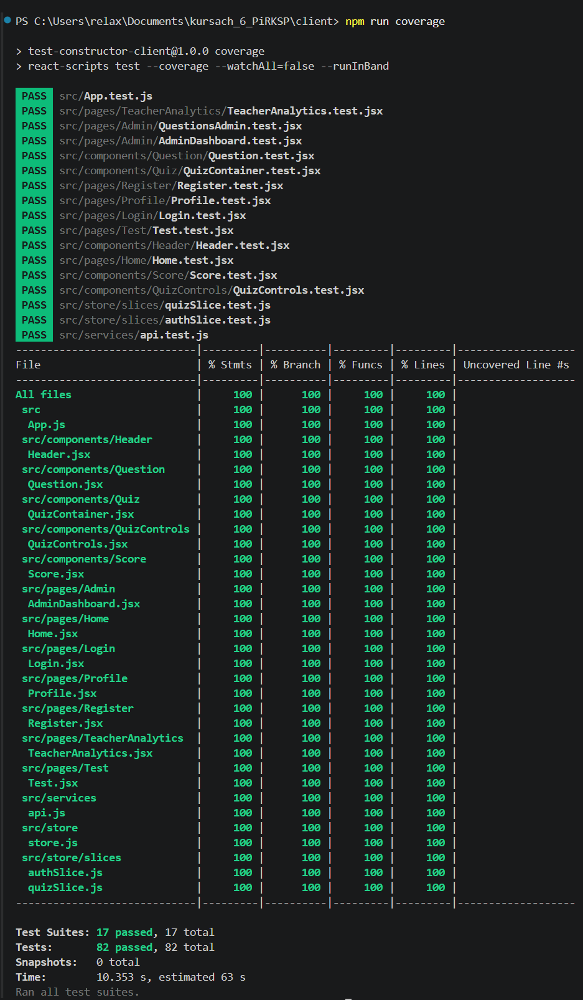 PS C:\Users\relax\Documents\kursach_6_PiRKSP\client> npm run coverage
> test-constructor-client@1.0.0 coverage
> react-scripts test --coverage --watchAll=false --runInBand
PASS src/App.test.js
PASS src/pages/TeacherAnalytics/TeacherAnalytics.test.jsx
PASS src/pages/Admin/QuestionsAdmin.test.jsx
PASS src/pages/Admin/AdminDashboard.test.jsx
PASS src/components/Question/Question.test.jsx
PASS src/components/Quiz/QuizContainer.test.jsx
PASS src/pages/Register/Register.test.jsx
PASS src/pages/Profile/Profile.test.jsx
PASS src/pages/Login/Login.test.jsx
PASS src/pages/Test/Test.test.jsx
PASS src/components/Header/Header.test.jsx
PASS src/pages/Home/Home.test.jsx
PASS src/components/Score/Score.test.jsx
PASS src/components/QuizControls/QuizControls.test.jsx
PASS src/store/slices/quizSlice.test.js
PASS src/store/slices/authSlice.test.js
PASS src/services/api.test.js
-----------------------------|---------|----------|---------|---------|-------------------
File                         | % Stmts | % Branch | % Funcs | % Lines | Uncovered Line #s
-----------------------------|---------|----------|---------|---------|-------------------
All files                    |     100 |      100 |     100 |     100 |
 src                         |     100 |      100 |     100 |     100 |
  App.js                     |     100 |      100 |     100 |     100 |
 src/components/Header       |     100 |      100 |     100 |     100 |
  Header.jsx                 |     100 |      100 |     100 |     100 |
 src/components/Question     |     100 |      100 |     100 |     100 |
  Question.jsx               |     100 |      100 |     100 |     100 |
 src/components/Quiz         |     100 |      100 |     100 |     100 |
  QuizContainer.jsx          |     100 |      100 |     100 |     100 |
 src/components/QuizControls |     100 |      100 |     100 |     100 |
  QuizControls.jsx           |     100 |      100 |     100 |     100 |
 src/components/Score        |     100 |      100 |     100 |     100 |
  Score.jsx                  |     100 |      100 |     100 |     100 |
 src/pages/Admin             |     100 |      100 |     100 |     100 |
  AdminDashboard.jsx         |     100 |      100 |     100 |     100 |
 src/pages/Home              |     100 |      100 |     100 |     100 |
  Home.jsx                   |     100 |      100 |     100 |     100 |
 src/pages/Login             |     100 |      100 |     100 |     100 |
  Login.jsx                  |     100 |      100 |     100 |     100 |
 src/pages/Profile           |     100 |      100 |     100 |     100 |
  Profile.jsx                |     100 |      100 |     100 |     100 |
 src/pages/Register          |     100 |      100 |     100 |     100 |
  Register.jsx               |     100 |      100 |     100 |     100 |
 src/pages/TeacherAnalytics  |     100 |      100 |     100 |     100 |
  TeacherAnalytics.jsx       |     100 |      100 |     100 |     100 |
 src/pages/Test              |     100 |      100 |     100 |     100 |
  Test.jsx                   |     100 |      100 |     100 |     100 |
 src/services                |     100 |      100 |     100 |     100 |
  api.js                     |     100 |      100 |     100 |     100 |
 src/store                   |     100 |      100 |     100 |     100 |
  store.js                   |     100 |      100 |     100 |     100 |
 src/store/slices            |     100 |      100 |     100 |     100 |
  authSlice.js               |     100 |      100 |     100 |     100 |
  quizSlice.js               |     100 |      100 |     100 |     100 |
-----------------------------|---------|----------|---------|---------|-------------------
Test Suites: 17 passed, 17 total
Tests:       82 passed, 82 total
Snapshots:   0 total
Time:        10.353 s, estimated 63 s
Ran all test suites.